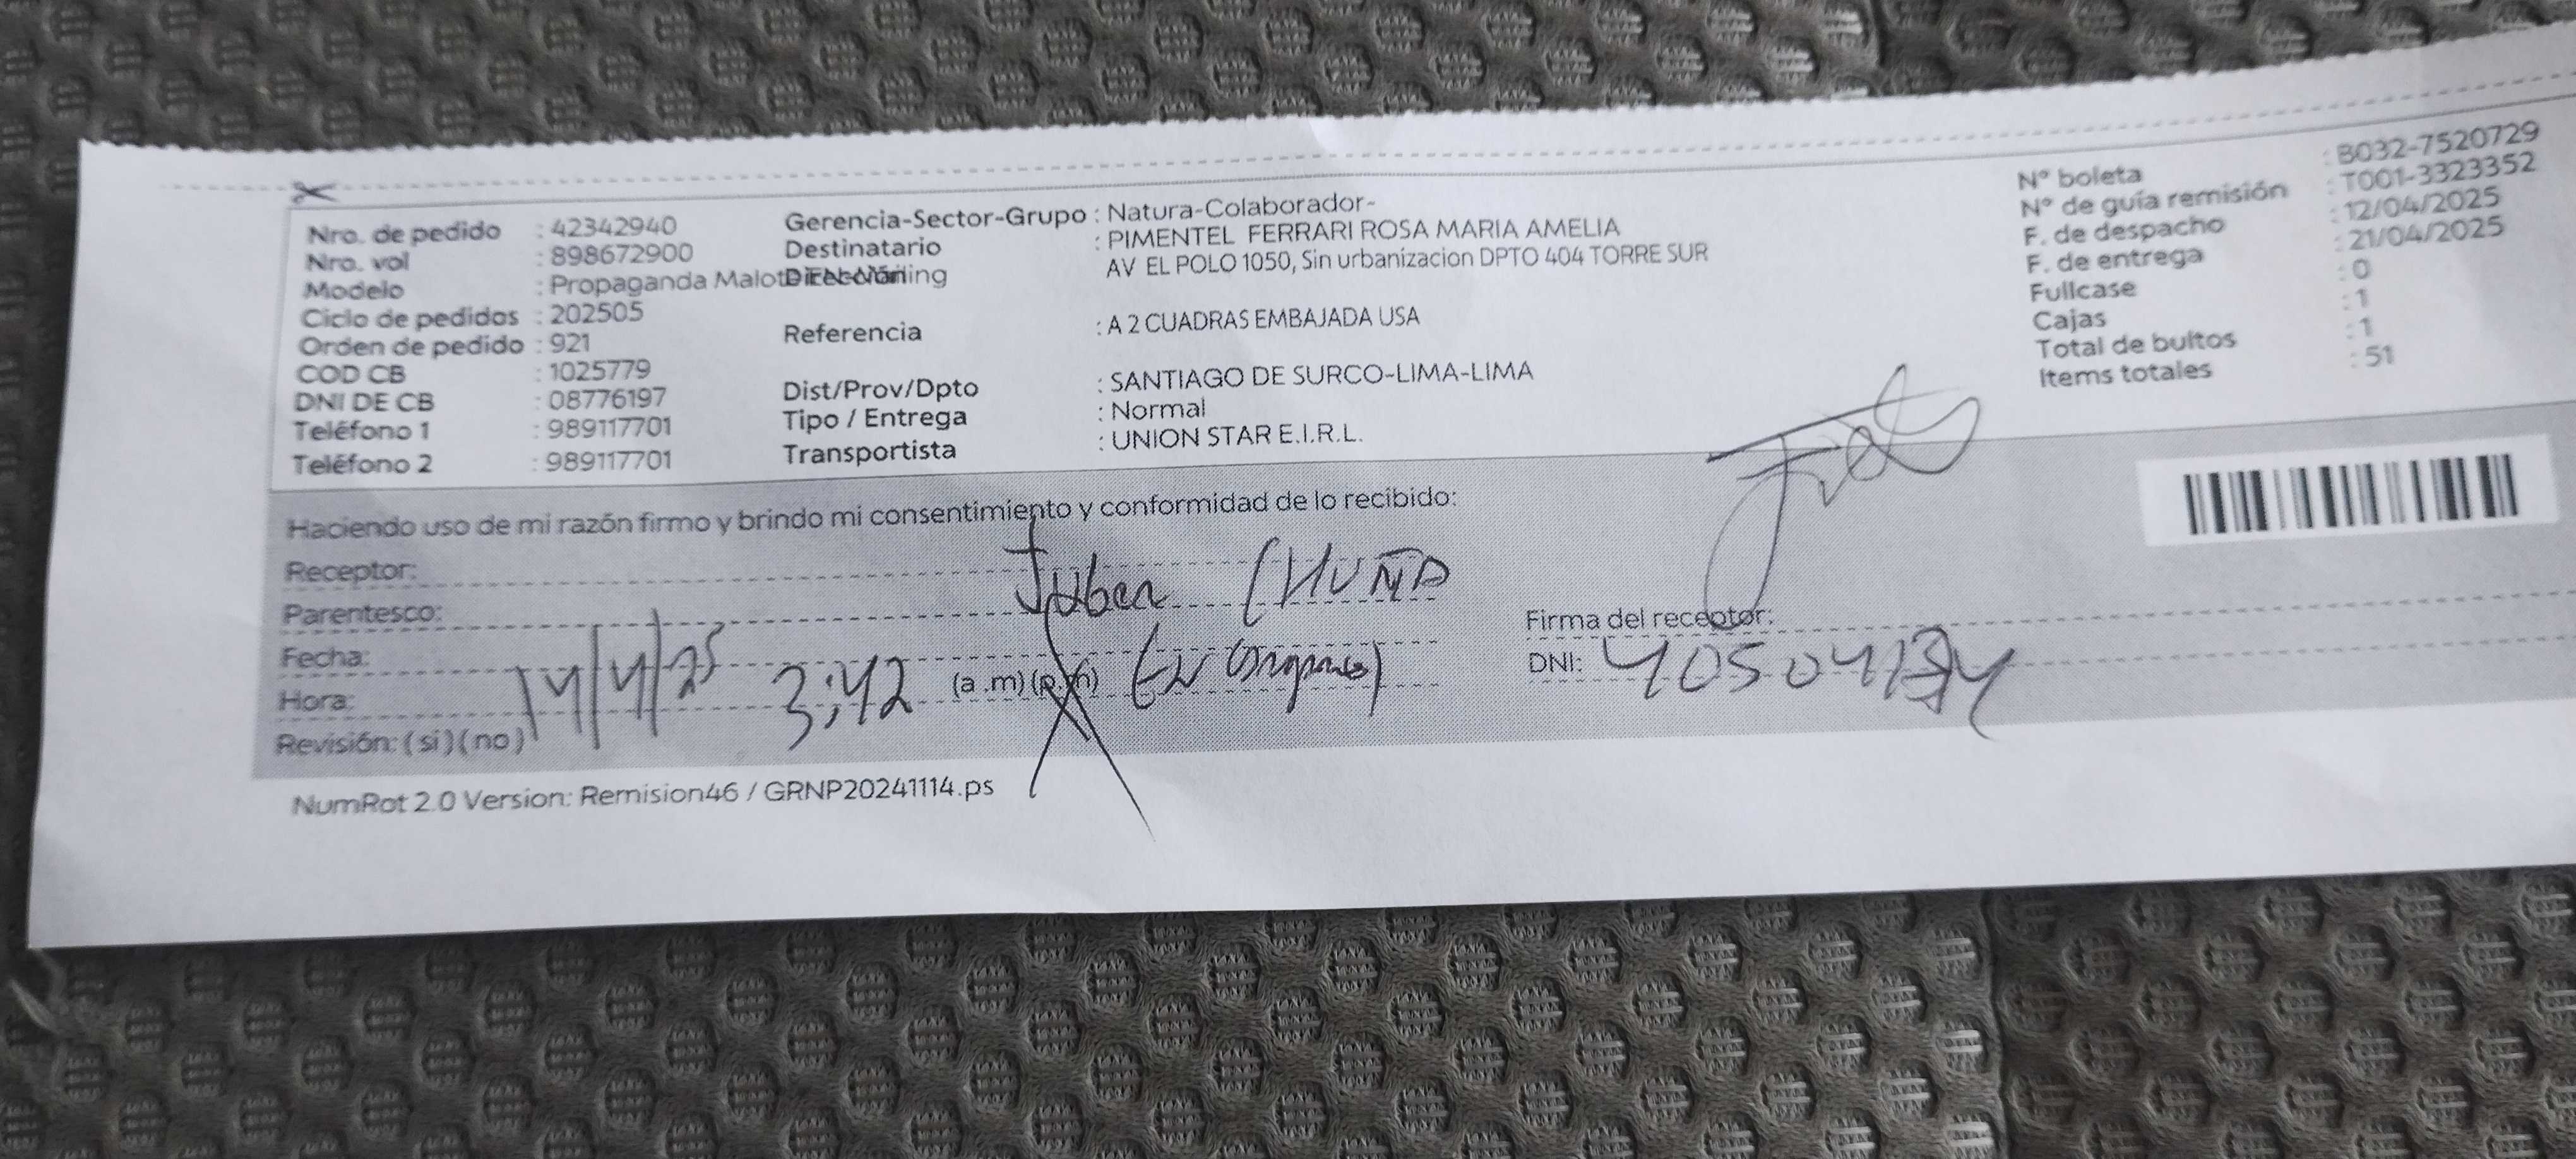 Nro. de pedido : 42342940
Nro. vol : 898672900
Modelo : Propaganda
Ciclo de pedidos : 202505
Orden de pedido : 921
COD CB : 1025779
DNI DE CB : 08776197
Teléfono 1 : 989117701
Teléfono 2 : 989117701
Gerencia-Sector-Grupo : Natura-Colaborador-
Destinatario : PIMENTEL FERRARI ROSA MARIA AMELIA
Dirección AV EL POLO 1050, Sin urbanizacion DPTO 404 TORRE SUR
Referencia : A 2 CUADRAS EMBAJADA USA
Dist/Prov/Dpto : SANTIAGO DE SURCO-LIMA-LIMA
Tipo / Entrega : Normal
Transportista : UNION STAR E.I.R.L.
N° boleta : B032-7520729
N° de guía remisión : T001-3323352
F. de despacho : 12/04/2025
F. de entrega : 21/04/2025
Fullcase : 0
Cajas : 1
Total de bultos : 1
Items totales : 51
Haciendo uso de mi razón firmo y brindo mi consentimiento y conformidad de lo recibido:
Receptor:
Parentesco:
Fecha: 14/4/25
Hora: 3:42 (a .m) (p.m)
Revisión: (si) (no)
Firma del receptor:
DNI:
NumRot 2.0 Version: Remision46 / GRNP20241114.ps